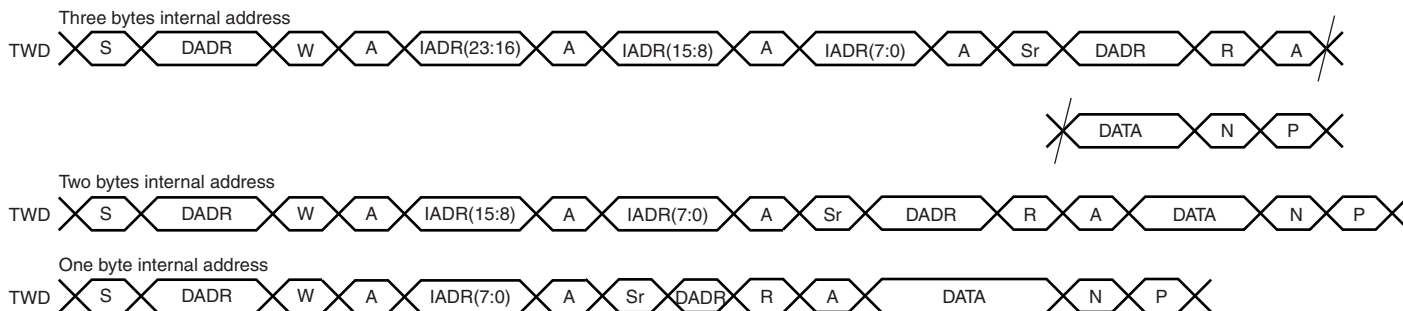 Three bytes internal address
TWD S DADR W A IADR(23:16) A IADR(15:8) A IADR(7:0) A Sr DADR R A
DATA N P
Two bytes internal address
TWD S DADR W A IADR(15:8) A IADR(7:0) A Sr DADR R A DATA N P
One byte internal address
TWD S DADR W A IADR(7:0) A Sr DADR R A DATA N P